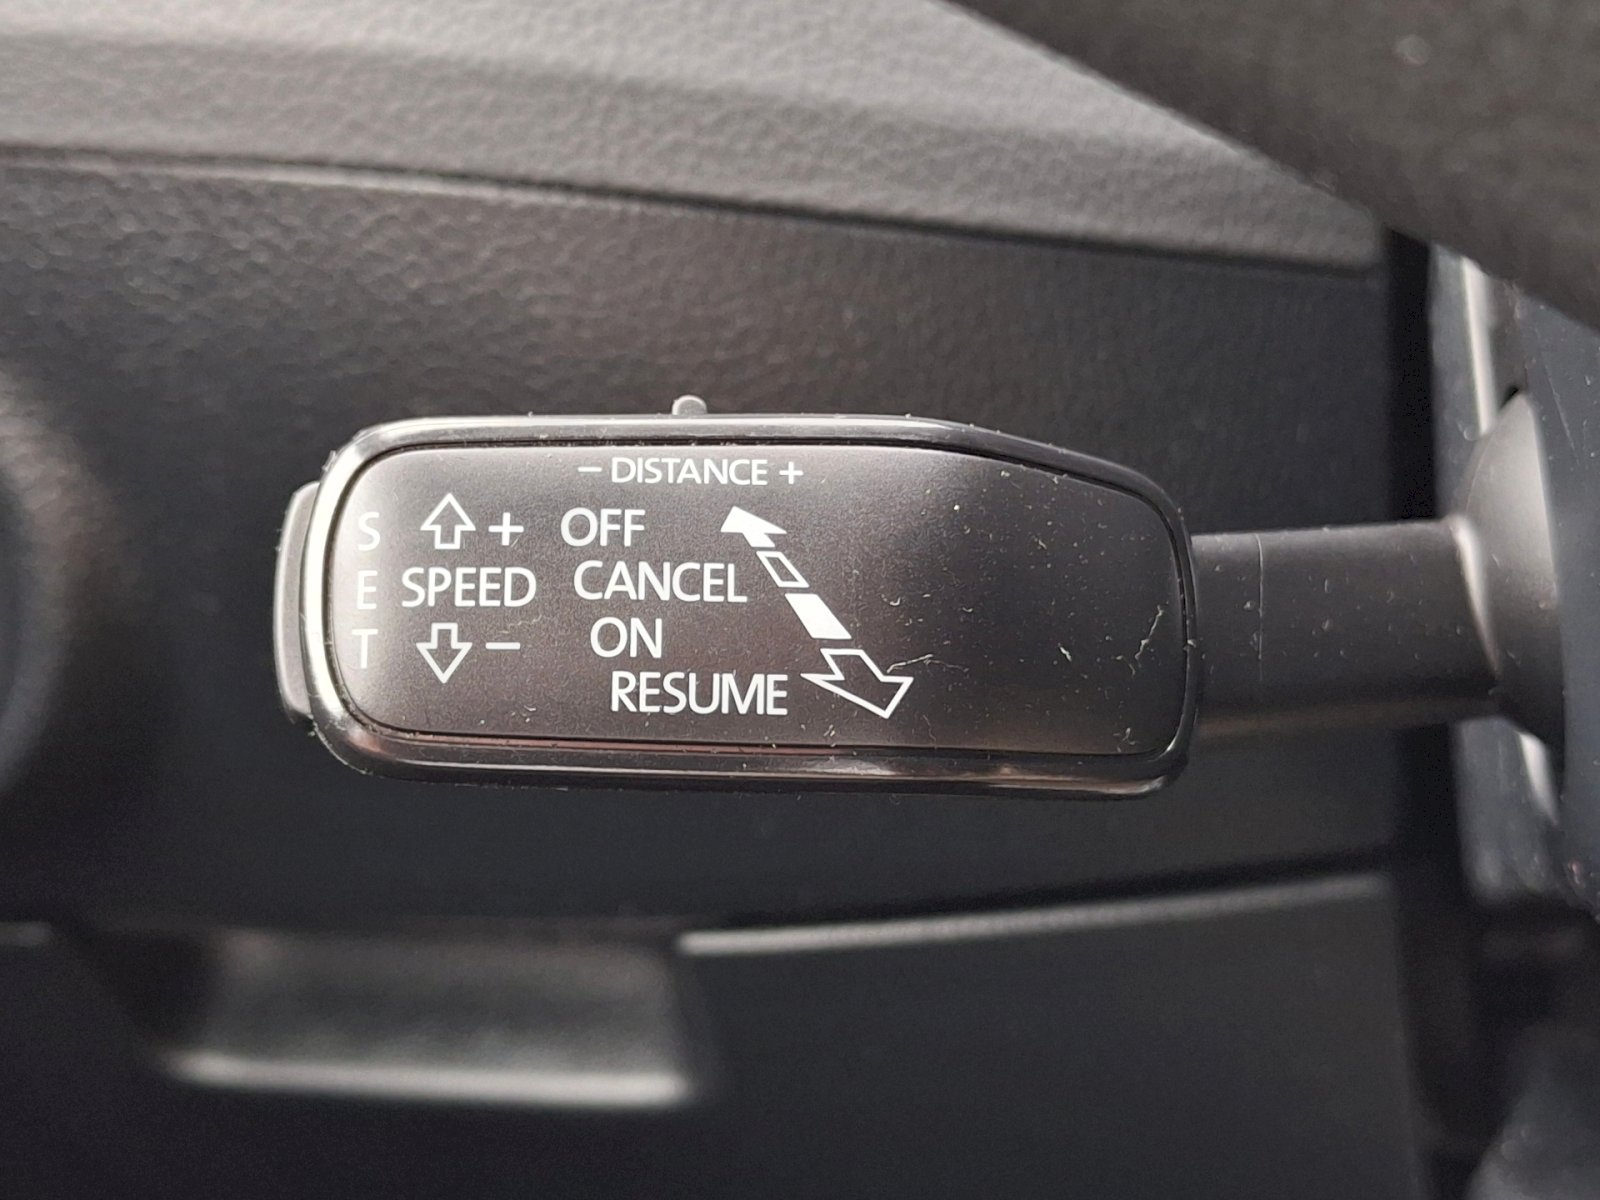 – DISTANCE +
S + OFF
E SPEED CANCEL
T – ON
RESUME